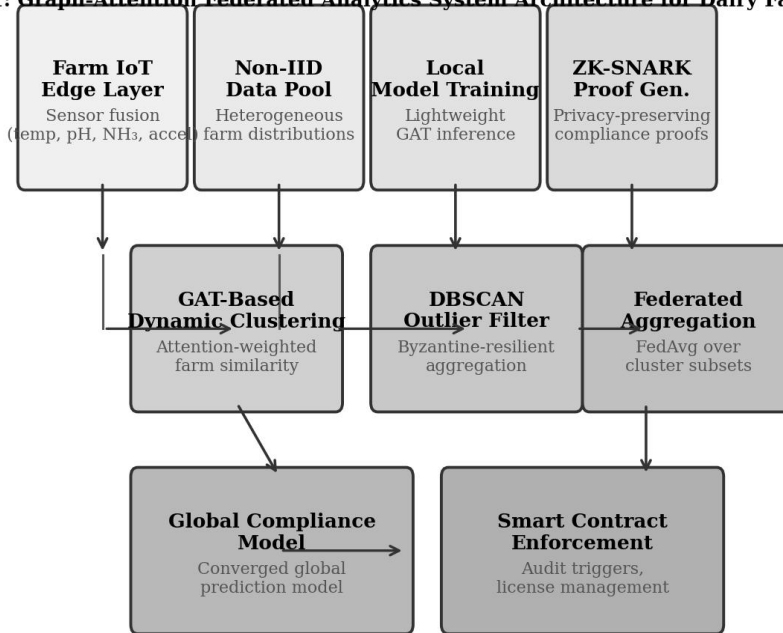 : Graph-Attention Federated Analytics System Architecture for Dairy Fa
Farm IoT
Edge Layer
Sensor fusion
(temp, pH, NH₃, accel)
Non-IID
Data Pool
Heterogeneous
farm distributions
Local
Model Training
Lightweight
GAT inference
ZK-SNARK
Proof Gen.
Privacy-preserving
compliance proofs
GAT-Based
Dynamic Clustering
Attention-weighted
farm similarity
DBSCAN
Outlier Filter
Byzantine-resilient
aggregation
Federated
Aggregation
FedAvg over
cluster subsets
Global Compliance
Model
Converged global
prediction model
Smart Contract
Enforcement
Audit triggers,
license management